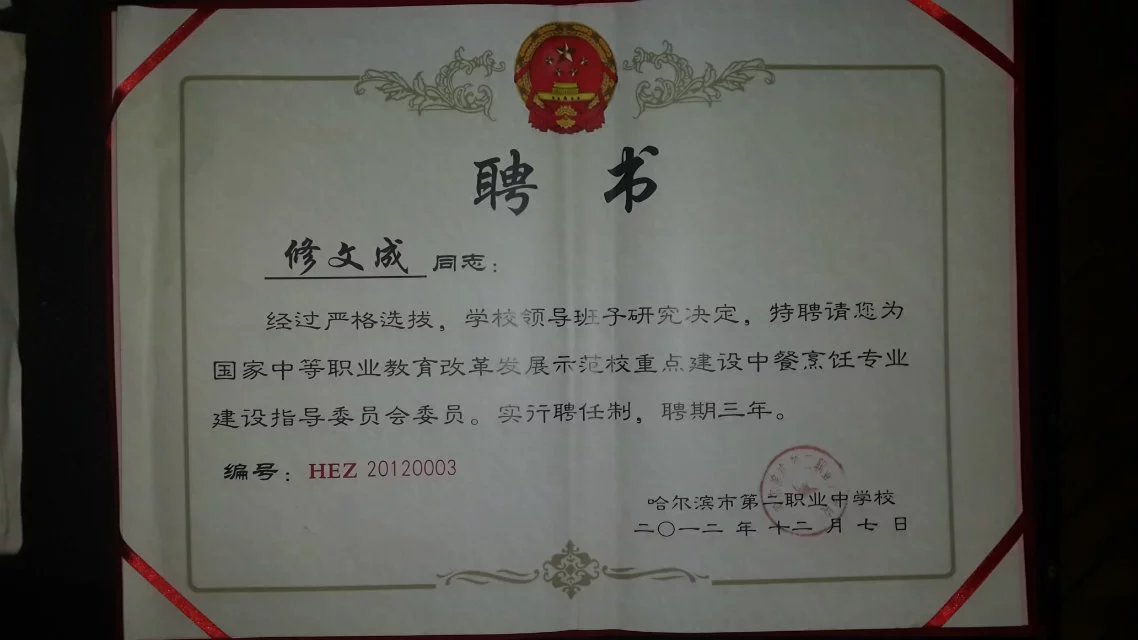 聘 书
修文成 同志：
经过严格选拔，学校领导班子研究决定，特聘请您为
国家中等职业教育改革发展示范校重点建设中餐烹饪专业
建设指导委员会委员。实行聘任制，聘期三年。
编号：HEZ 20120003
哈尔滨市第二职业中学校
二〇一二 年 十二 月 七 日